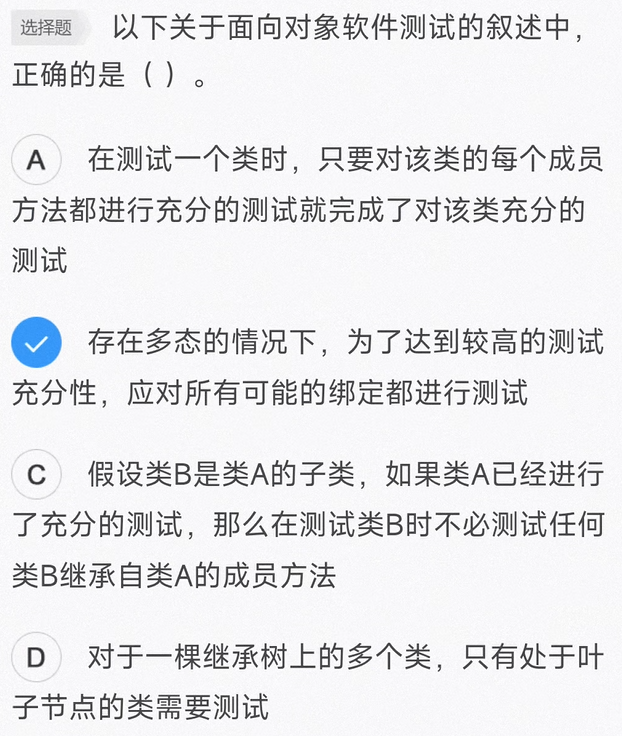 选择题 以下关于面向对象软件测试的叙述中，
正确的是（ ）。
A 在测试一个类时，只要对该类的每个成员
方法都进行充分的测试就完成了对该类充分的
测试
存在多态的情况下，为了达到较高的测试
充分性，应对所有可能的绑定都进行测试
C 假设类B是类A的子类，如果类A已经进行
了充分的测试，那么在测试类B时不必测试任何
类B继承自类A的成员方法
D 对于一棵继承树上的多个类，只有处于叶
子节点的类需要测试